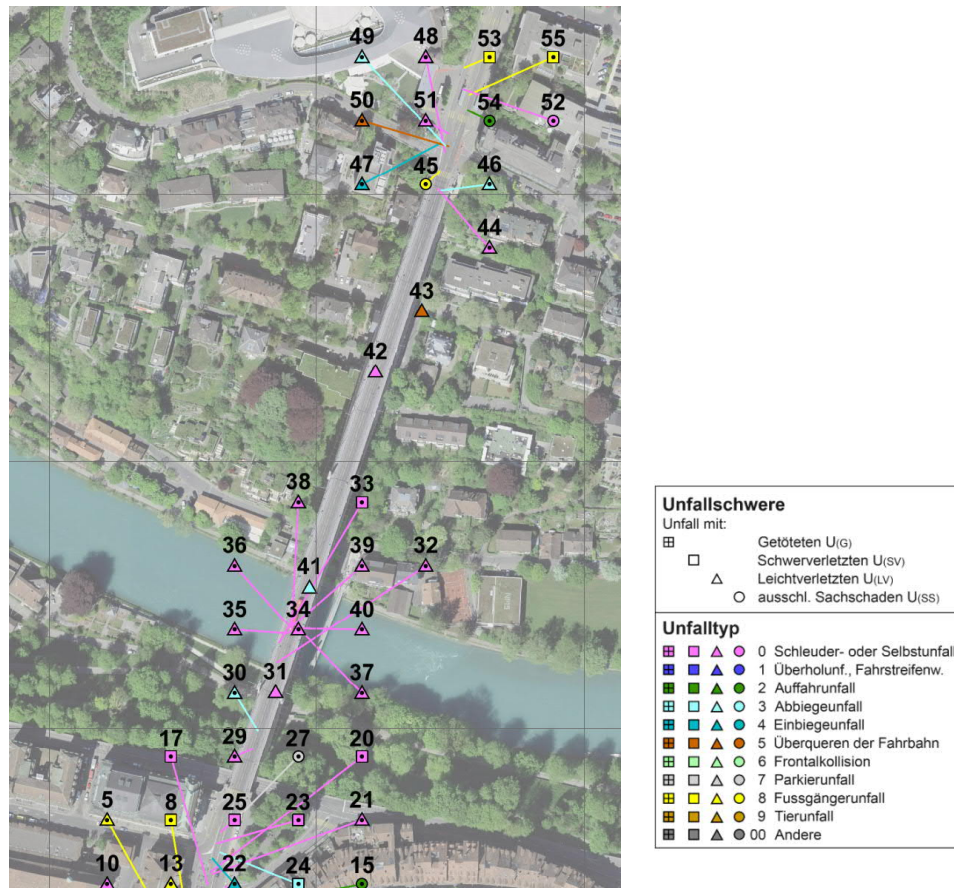 49 48 53 55
50 51 54 52
47 45 46
44
43
42
38 33
36 39 32
41
35 34 40
30 31 37
17 29 27 20
5 8 25 23 21
10 13 22 24 15
Unfallschwere
Unfall mit:
Getöteten U(G)
Schwerverletzten U(SV)
Leichtverletzten U(LV)
ausschl. Sachschaden U(SS)
Unfalltyp
0 Schleuder- oder Selbstunfall
1 Überholunf., Fahrstreifenw.
2 Auffahrunfall
3 Abbiegeunfall
4 Einbiegeunfall
5 Überqueren der Fahrbahn
6 Frontalkollision
7 Parkierunfall
8 Fussgängerunfall
9 Tierunfall
00 Andere